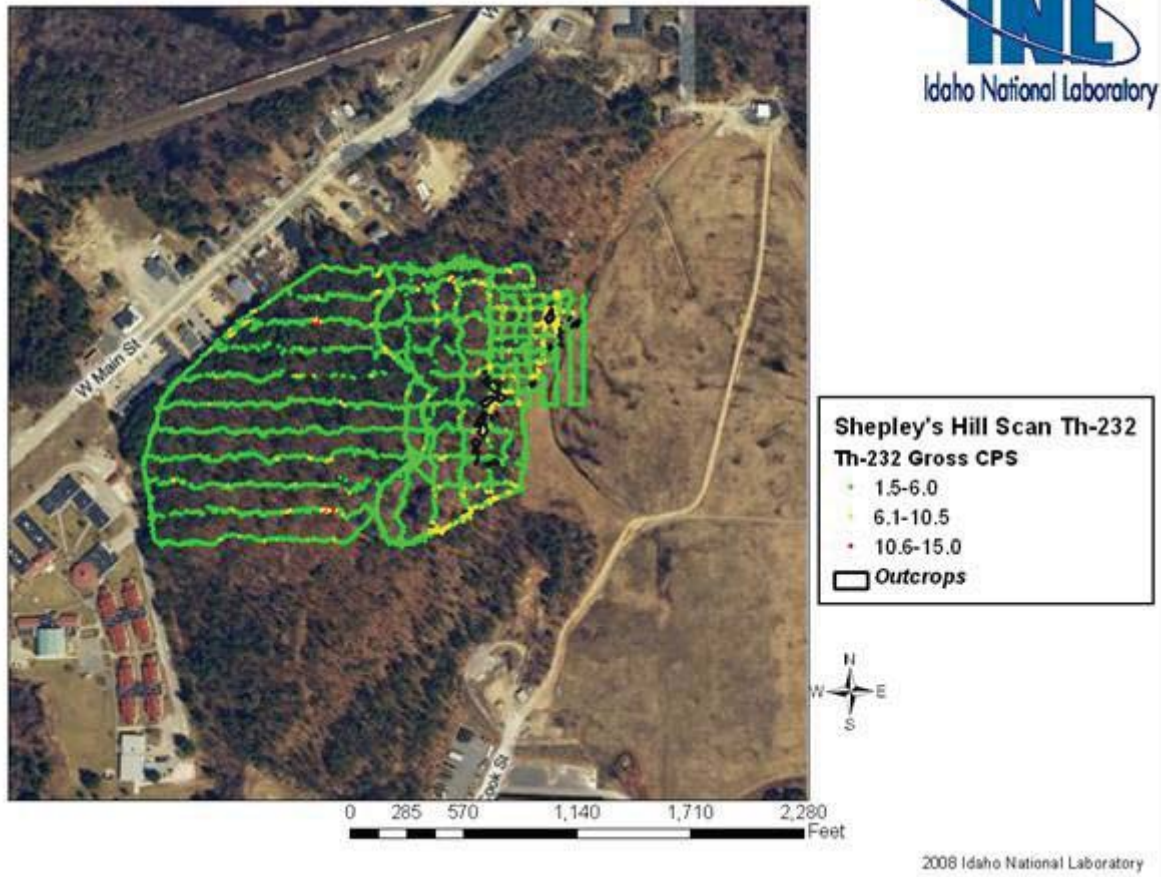 INL
Idaho National Laboratory
W Main St
W
Shepley's Hill Scan Th-232
Th-232 Gross CPS
1.5-6.0
6.1-10.5
10.6-15.0
Outcrops
N
W E
S
ook St
0 285 570 1,140 1,710 2,280
Feet
2008 Idaho National Laboratory